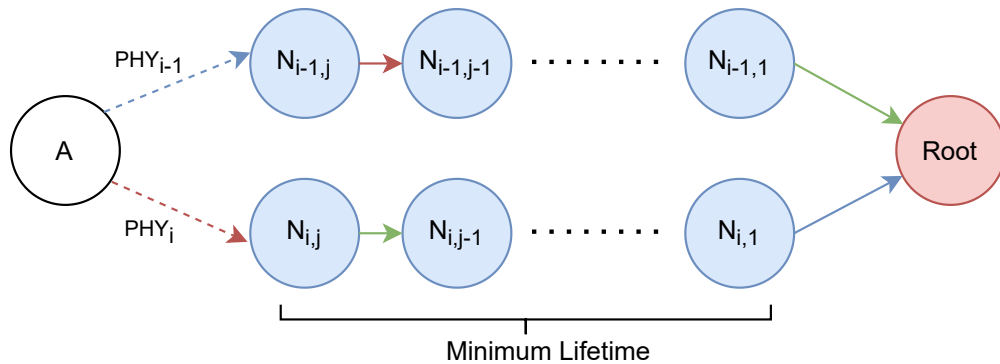 PHYi-1
Ni-1,j
Ni-1,j-1
Ni-1,1
A
Root
PHYi
Ni,j
Ni,j-1
Ni,1
Minimum Lifetime